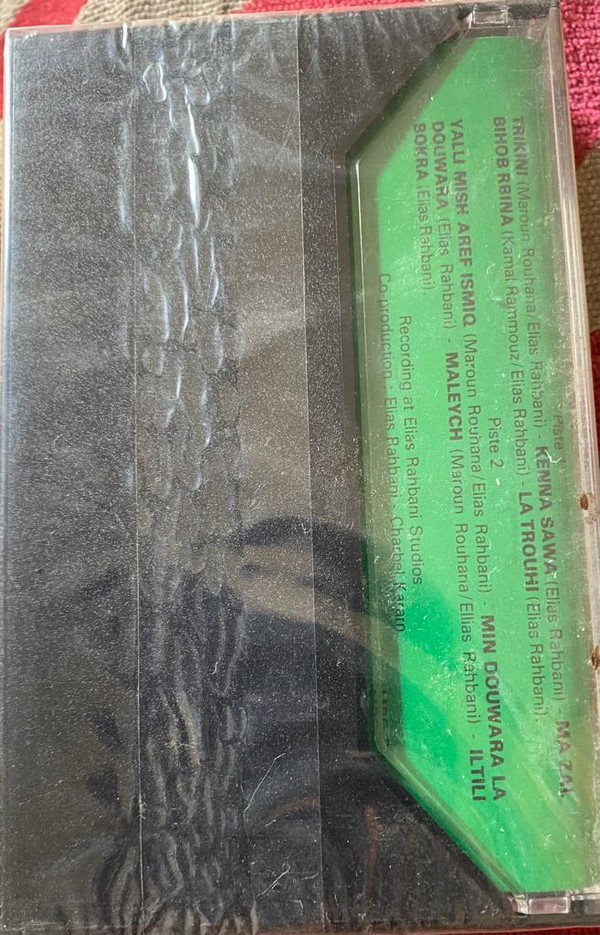 Piste
TRIKINI (Maroun Rouhana/Elias Rahbani) - KENNA SAWA (Elias Rahbani) - MA ZAL
BIHOB RBINA (Kamal Rammouz/Elias Rahbani) - LA TROUHI (Elias Rahbani).
Piste 2
YALLI MISH AREF ISMIQ (Maroun Rouhana/Elias Rahbani) - MIN DOUWARA LA
DOUWARA (Elias Rahbani) - MALEYCH (Maroun Rouhana/Ellias Rahbani) - ILTILI
BOKRA (Elias Rahbani)
Recording at Elias Rahbani Studios
Co-production : Elias Rahbani - Charbel Karam